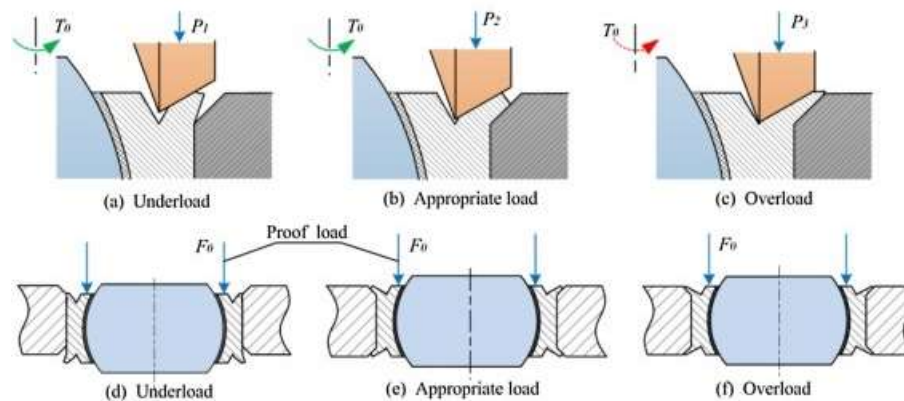 T0 P1 T0 P2 T0 P3
(a) Underload (b) Appropriate load (c) Overload
Proof load
F0 F0 F0
(d) Underload (e) Appropriate load (f) Overload